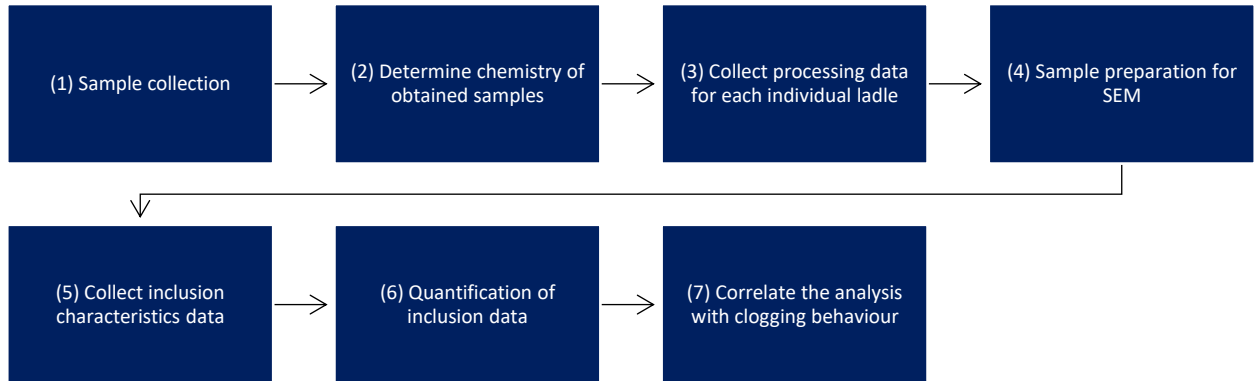 (1) Sample collection
(2) Determine chemistry of
obtained samples
(3) Collect processing data
for each individual ladle
(4) Sample preparation for
SEM
(5) Collect inclusion
characteristics data
(6) Quantification of
inclusion data
(7) Correlate the analysis
with clogging behaviour